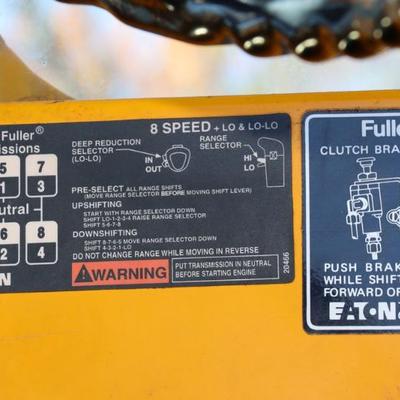 Fuller®
issions
5 7
1 3
utral
6 8
2 4
ON
8 SPEED + LO & LO-LO
DEEP REDUCTION
SELECTOR
(LO-LO)
IN
OUT
RANGE
SELECTOR
HI
LO
PRE-SELECT ALL RANGE SHIFTS
(MOVE RANGE SELECTOR BEFORE MOVING SHIFT LEVER)
UPSHIFTING
START WITH RANGE SELECTOR DOWN
SHIFT LO-1-2-3-4 RAISE RANGE SELECTOR
SHIFT 5-6-7-8
DOWNSHIFTING
SHIFT 8-7-6-5 MOVE RANGE SELECTOR DOWN
SHIFT 4-3-2-1-LO
DO NOT CHANGE RANGE WHILE MOVING IN REVERSE
WARNING
PUT TRANSMISSION IN NEUTRAL
BEFORE STARTING ENGINE
20466
Fuller
CLUTCH BRA
PUSH BRAK
WHILE SHIFT
FORWARD OR
EATON